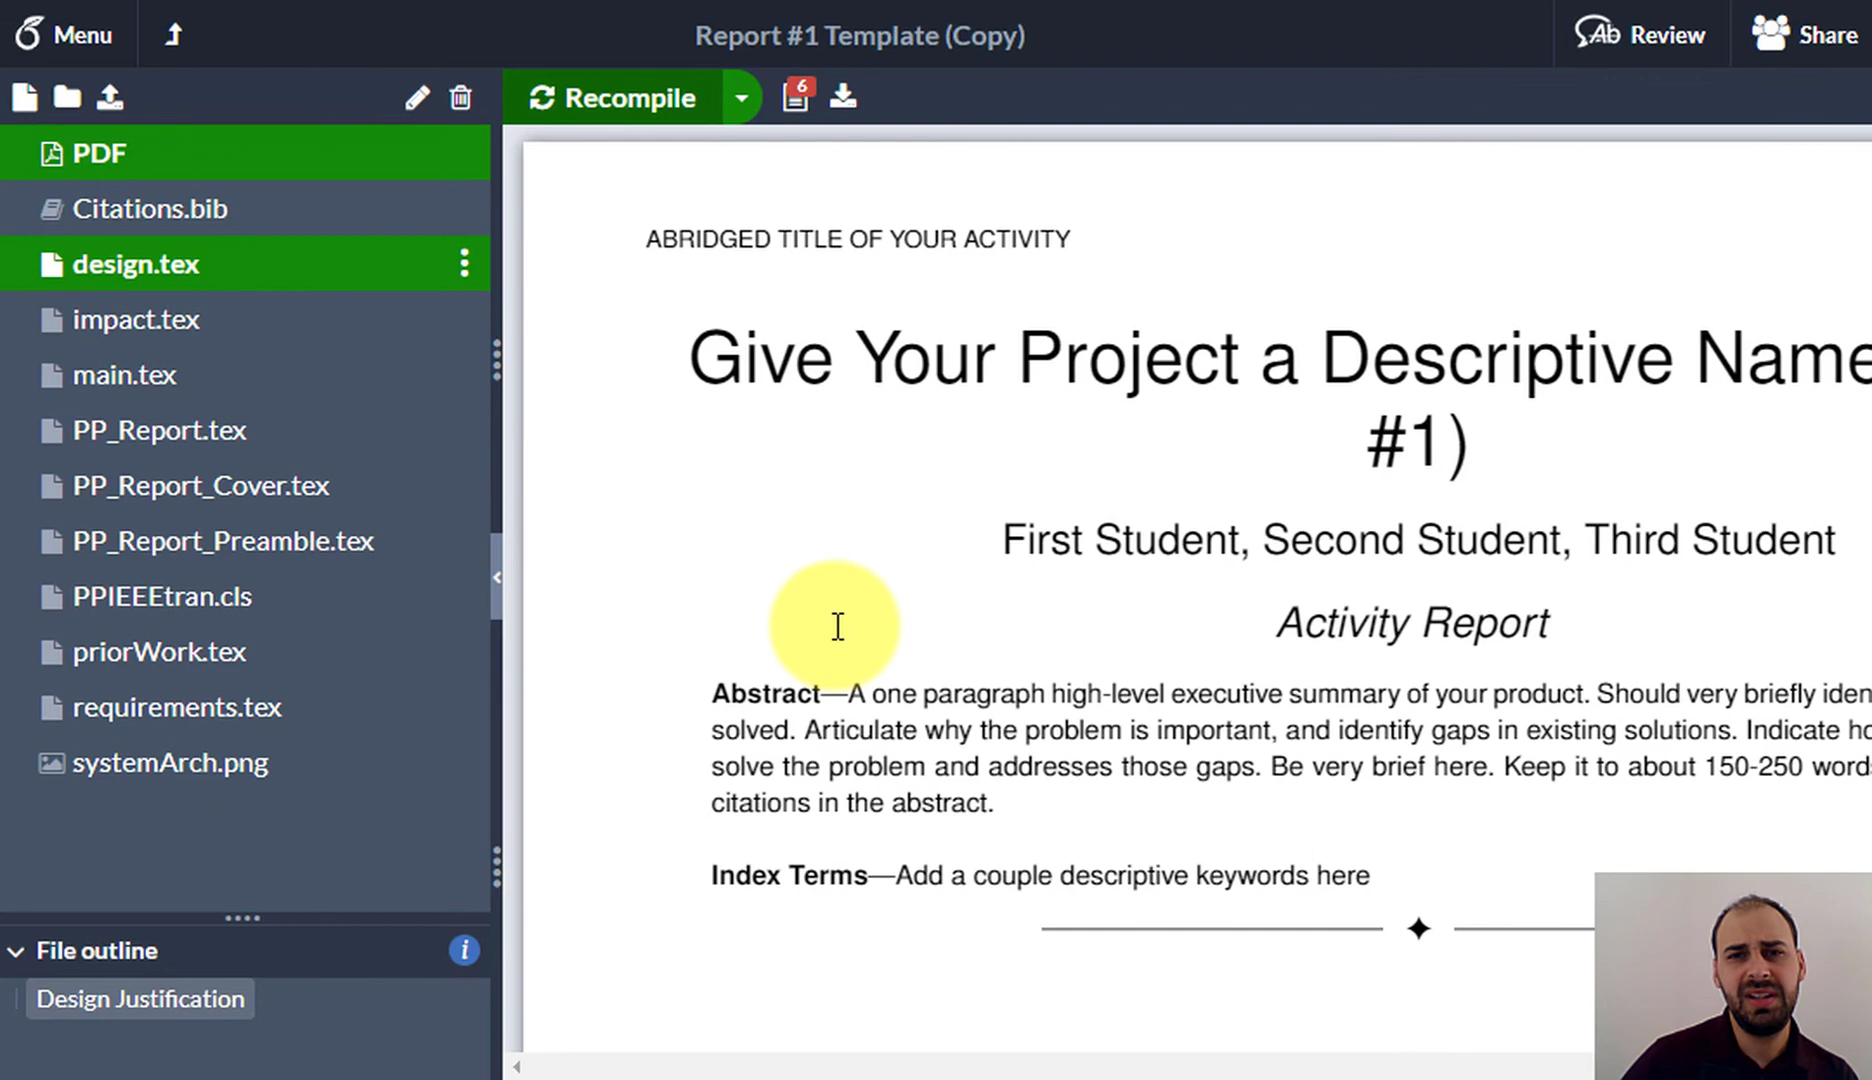 Menu
Report #1 Template (Copy)
Review
Share
Recompile
6
PDF
Citations.bib
design.tex
impact.tex
main.tex
PP_Report.tex
PP_Report_Cover.tex
PP_Report_Preamble.tex
PPIEEEtran.cls
priorWork.tex
requirements.tex
systemArch.png
File outline
Design Justification
ABRIDGED TITLE OF YOUR ACTIVITY
Give Your Project a Descriptive Name
#1)
First Student, Second Student, Third Student
Activity Report
Abstract—A one paragraph high-level executive summary of your product. Should very briefly
solved. Articulate why the problem is important, and identify gaps in existing solutions. Indicate
solve the problem and addresses those gaps. Be very brief here. Keep it to about 150-250
citations in the abstract.
Index Terms—Add a couple descriptive keywords here